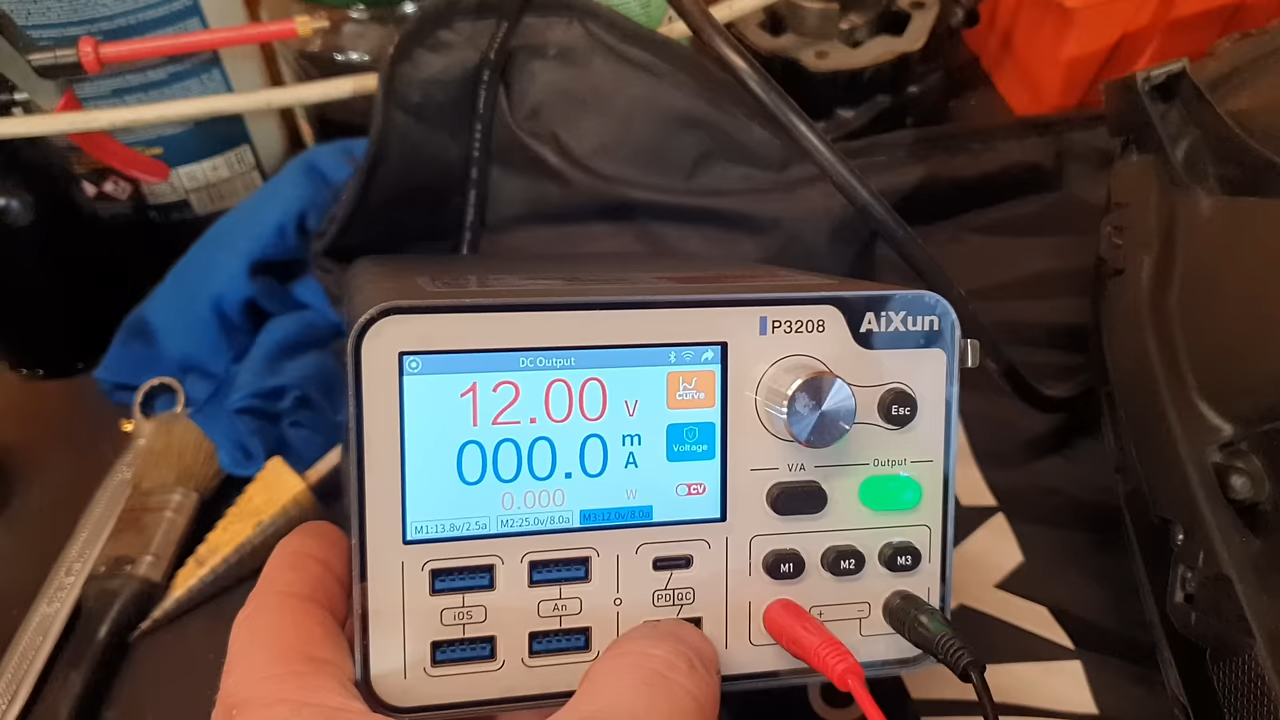 P3208
AiXun
DC Output
12.00 V
Curve
000.0 mA
Voltage
0.000 W
CV
M1:13.8v/2.5a
M2:25.0v/8.0a
M3:12.0v/8.0a
Esc
V/A
Output
M1
M2
M3
iOS
An
PD QC
+ −